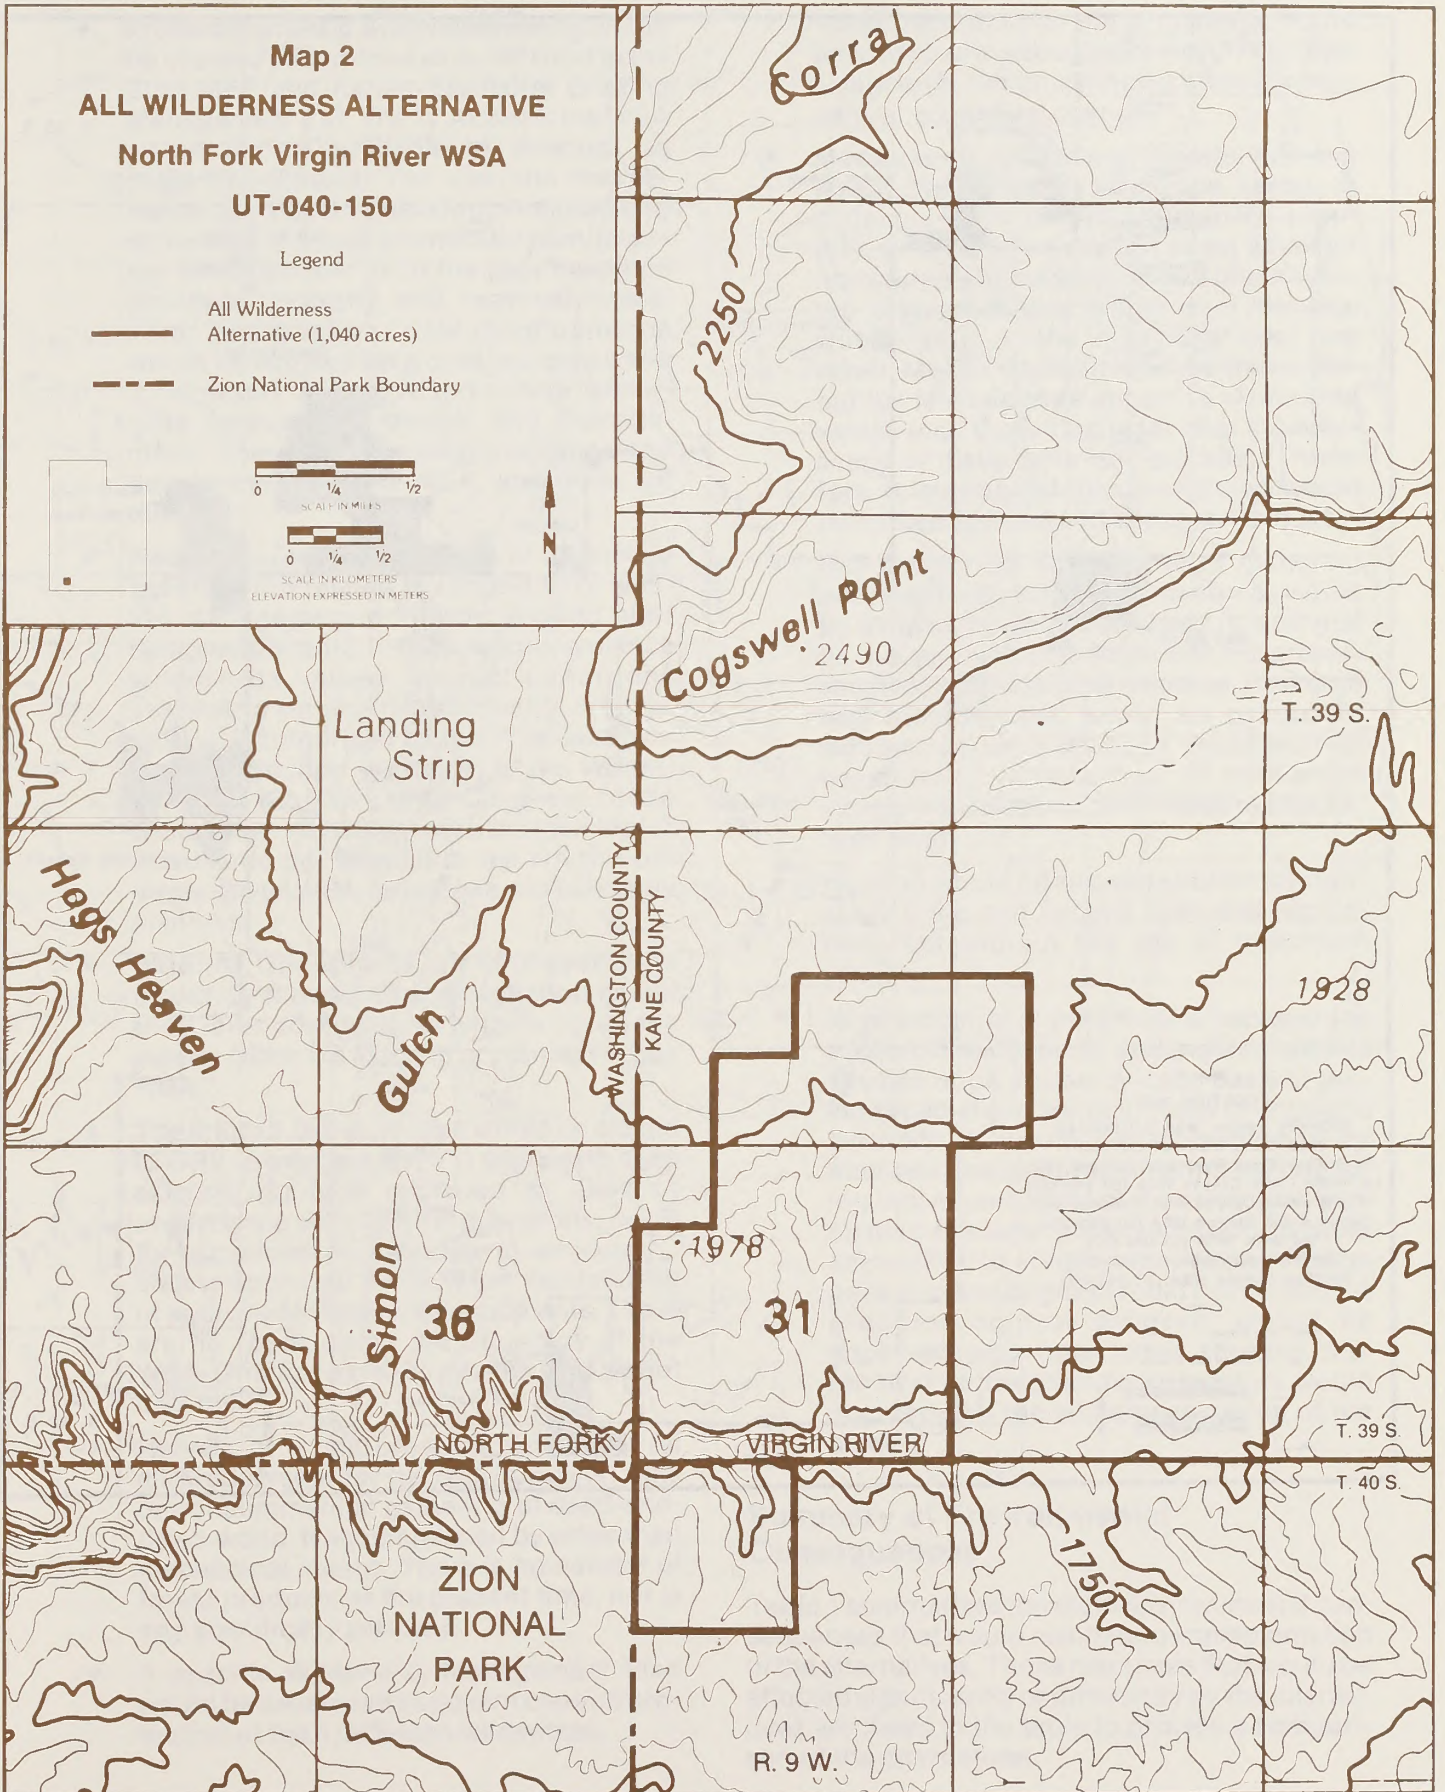 Map 2
ALL WILDERNESS ALTERNATIVE
North Fork Virgin River WSA
UT-040-150
Legend
All Wilderness
Alternative (1,040 acres)
Zion National Park Boundary
0 1/4 1/2
SCALE IN MILES
0 1/4 1/2
SCALE IN KILOMETERS
ELEVATION EXPRESSED IN METERS
N
Corral
2250
Cogswell Point
2490
T. 39 S.
Landing
Strip
Hogs Heaven
WASHINGTON COUNTY
KANE COUNTY
1928
Gulch
1978
Simon
36
31
NORTH FORK VIRGIN RIVER
T. 39 S.
T. 40 S.
1750
ZION
NATIONAL
PARK
R. 9 W.